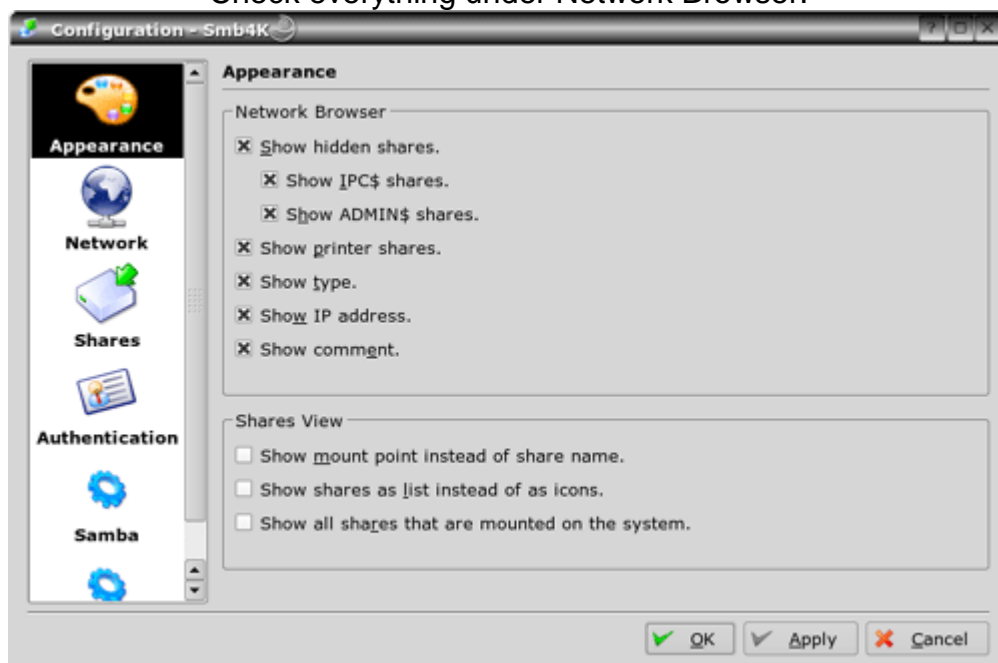 Check everything under Network Browser.
Configuration - Smb4K
Appearance
Network
Shares
Authentication
Samba
Appearance
Network Browser
Show hidden shares.
Show IPC$ shares.
Show ADMIN$ shares.
Show printer shares.
Show type.
Show IP address.
Show comment.
Shares View
Show mount point instead of share name.
Show shares as list instead of as icons.
Show all shares that are mounted on the system.
OK Apply Cancel